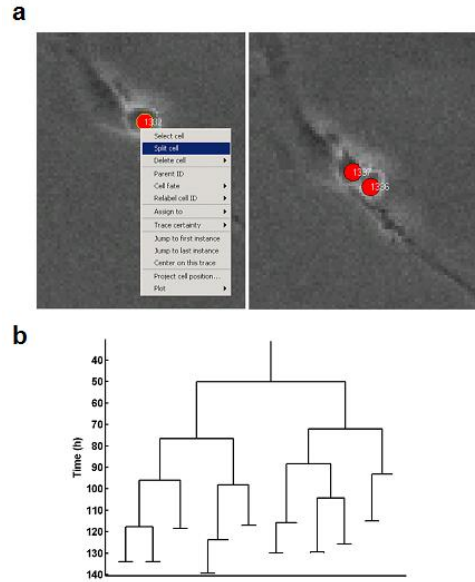 a
Select cell
Split cell
Delete cell
Parent ID
Cell fate
Relabel cell ID
Assign to
Trace certainty
Jump to first instance
Jump to last instance
Center on this trace
Project cell position...
Plot
1337
1336
b
Time (h)
40
50
60
70
80
90
100
110
120
130
140